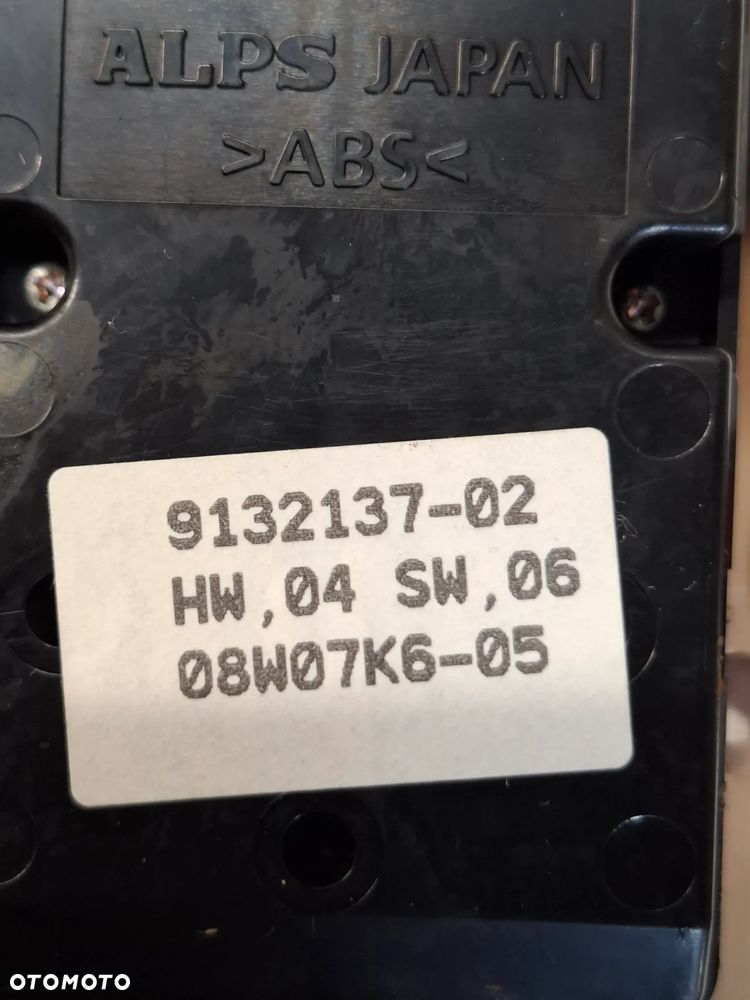 ALPS JAPAN
>ABS<
9132137-02
HW,04 SW,06
08W07K6-05
OTOMOTO